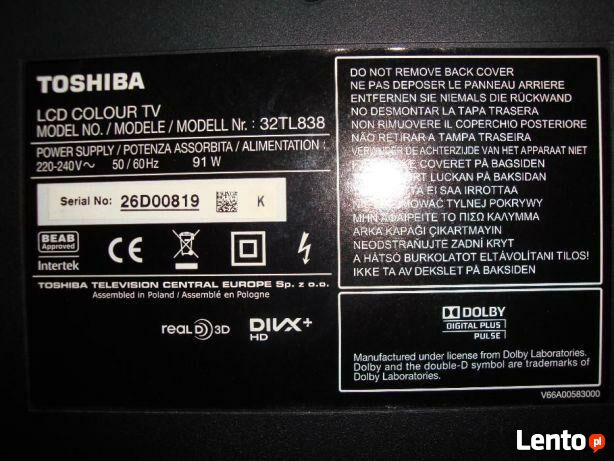 TOSHIBA
LCD COLOUR TV
MODEL NO. / MODELE / MODELL Nr. : 32TL838
POWER SUPPLY / POTENZA ASSORBITA / ALIMENTATION :
220-240V~ 50 / 60Hz 91 W
Serial No: 26D00819 K
BEAB
Approved
Intertek
CE
TOSHIBA TELEVISION CENTRAL EUROPE Sp. z o.o.
Assembled in Poland / Assemblé en Pologne
REAL D 3D
DIVX+
HD
DO NOT REMOVE BACK COVER
NE PAS DEPOSER LE PANNEAU ARRIERE
ENTFERNEN SIE NIEMALS DIE RÜCKWAND
NO DESMONTAR LA TAPA TRASERA
NON RIMUOVERE IL COPERCHIO POSTERIORE
NÃO RETIRAR A TAMPA TRASEIRA
VERWIJDER DE ACHTERZIJDE VAN HET APPARAAT NIET
COVERET PÅ BAGSIDEN
ORT LUCKAN PÅ BAKSIDAN
TA EI SAA IRROTTAA
MOWAĆ TYLNEJ POKRYWY
ΜΗΝ ΑΦΑΙΡΕΙΤΕ ΤΟ ΠΙΣΩ ΚΑΛΥΜΜΑ
ARKA KAPAĞI ÇIKARTMAYIN
NEODSTRAŇUJTE ZADNÍ KRYT
A HÁTSÓ BURKOLATOT ELTÁVOLÍTANI TILOS!
IKKE TA AV DEKSLET PÅ BAKSIDEN
DOLBY
DIGITAL PLUS
PULSE
Manufactured under license from Dolby Laboratories.
Dolby and the double-D symbol are trademarks of
Dolby Laboratories.
V66A00583000
Lento.pl